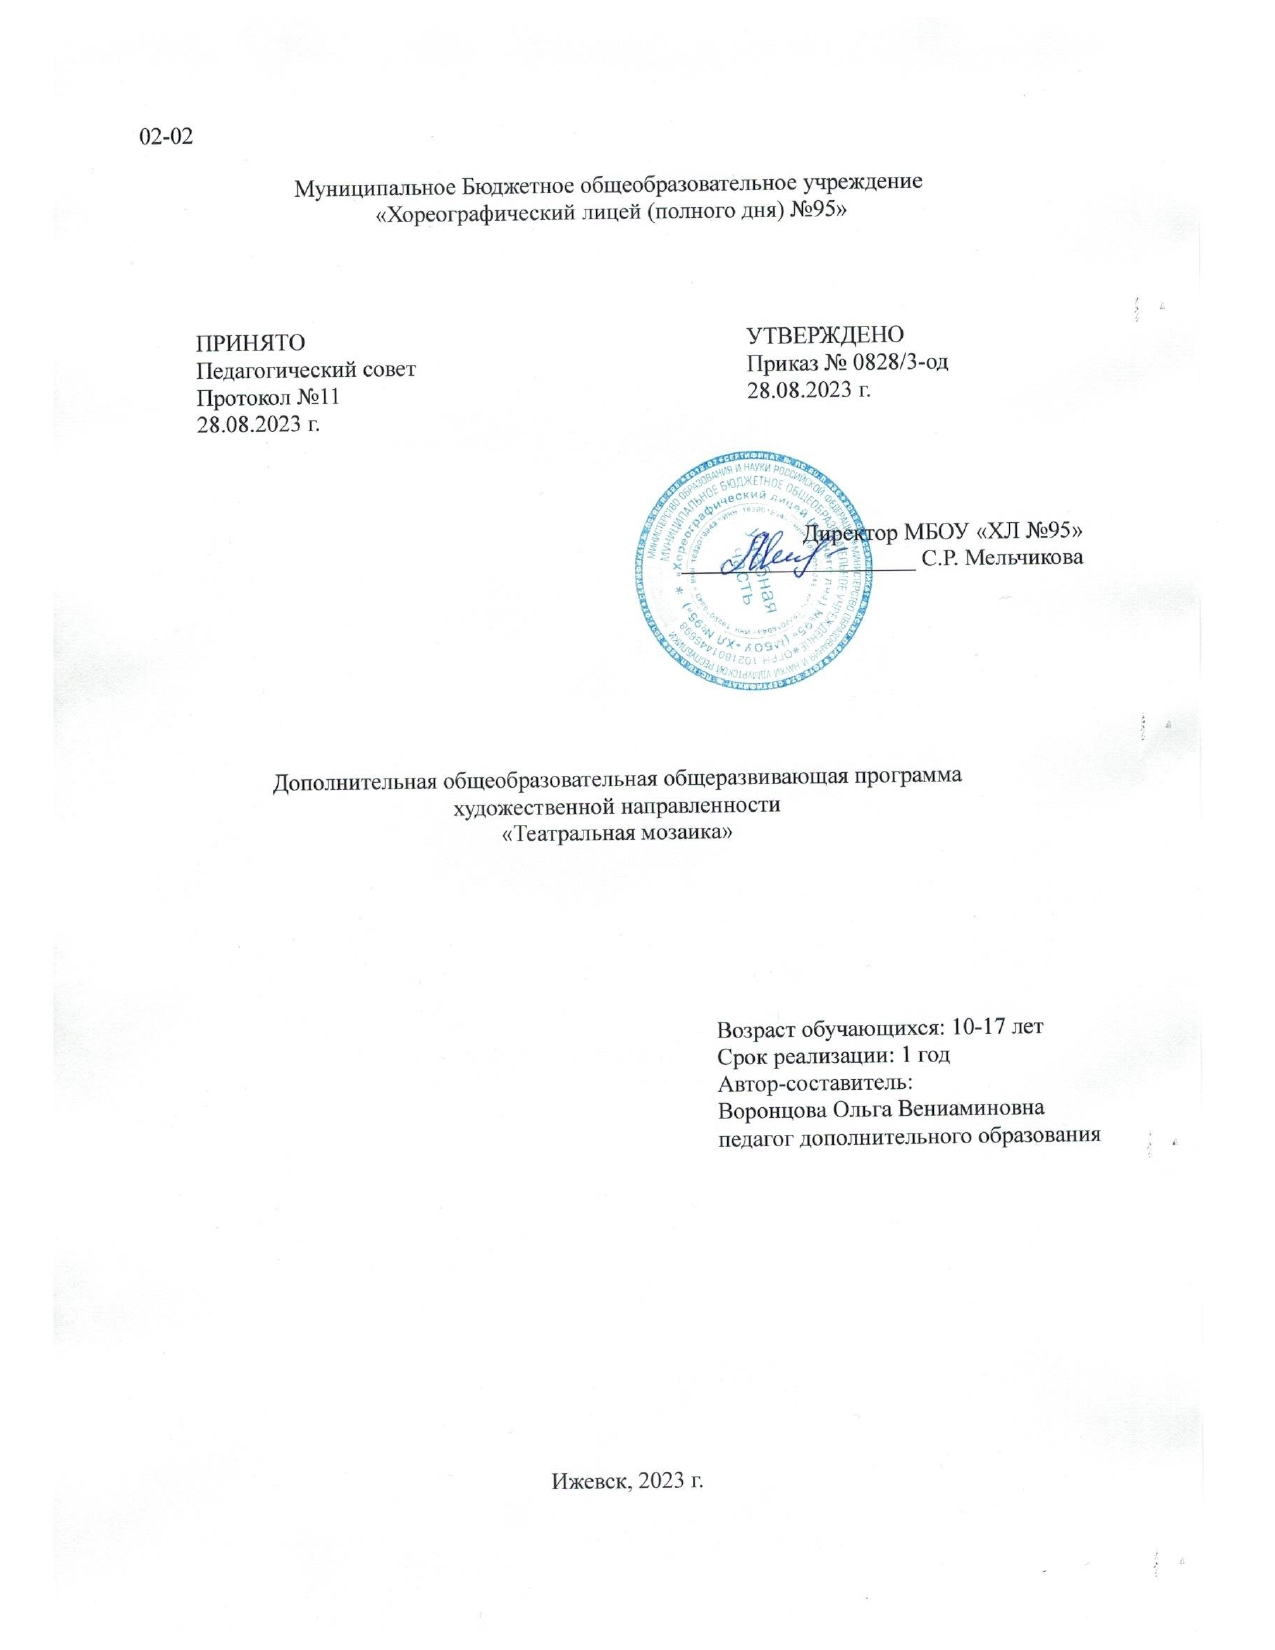 02-02
Муниципальное Бюджетное общеобразовательное учреждение
«Хореографический лицей (полного дня) №95»
ПРИНЯТО
Педагогический совет
Протокол №11
28.08.2023 г.
УТВЕРЖДЕНО
Приказ № 0828/3-од
28.08.2023 г.
Директор МБОУ «ХЛ №95»
С.Р. Мельчикова
Дополнительная общеобразовательная общеразвивающая программа
художественной направленности
«Театральная мозаика»
Возраст обучающихся: 10-17 лет
Срок реализации: 1 год
Автор-составитель:
Воронцова Ольга Вениаминовна
педагог дополнительного образования
Ижевск, 2023 г.